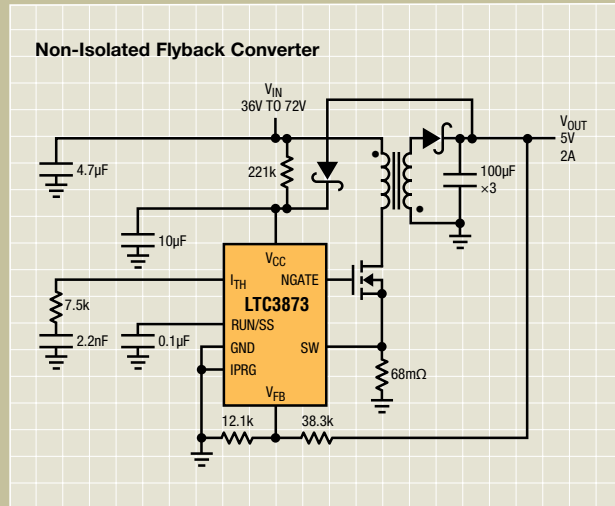 Non-Isolated Flyback Converter
VIN
36V TO 72V
VOUT
5V
2A
4.7µF
221k
100µF
×3
10µF
VCC
ITH
NGATE
7.5k
LTC3873
RUN/SS
2.2nF
0.1µF
GND
SW
IPRG
68mΩ
VFB
12.1k
38.3k